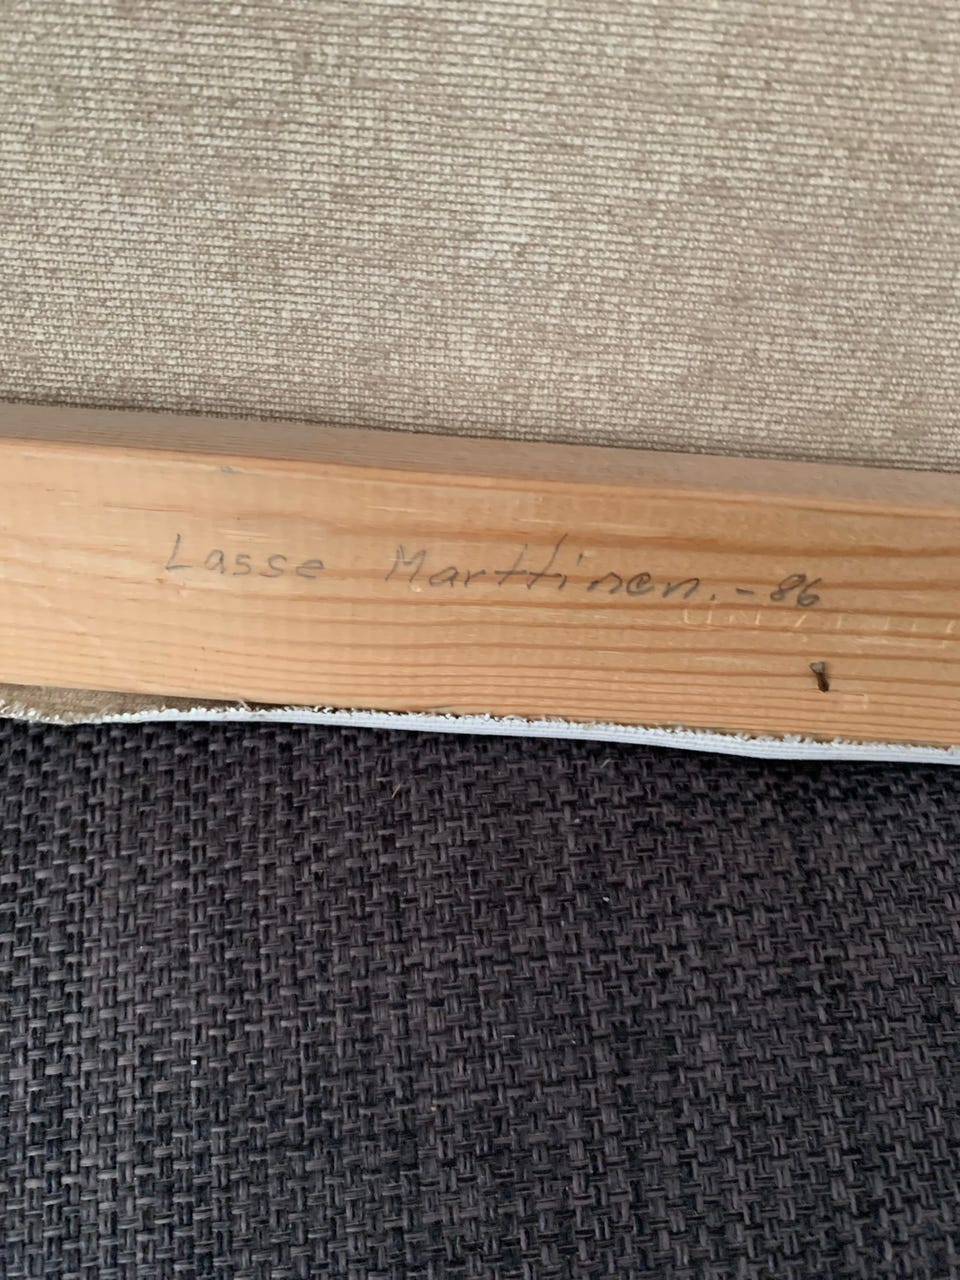 Lasse Marttinen. - 86